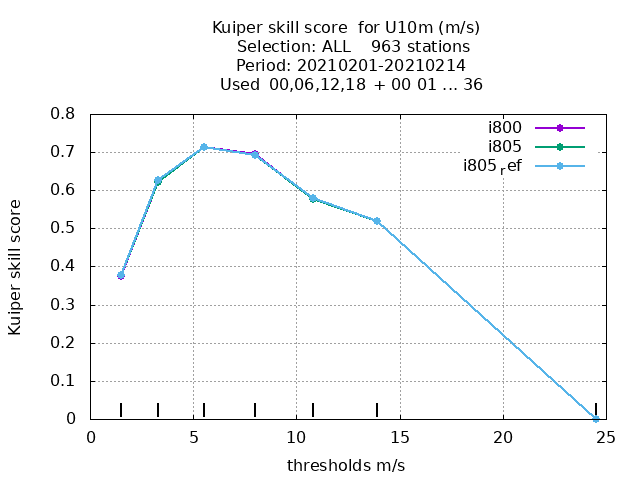 Kuiper skill score  for U10m (m/s)
Selection: ALL    963 stations
Period: 20210201-20210214
Used 00,06,12,18 + 00 01 ... 36
i800
i805
i805ref
0.8
0.7
0.6
0.5
0.4
0.3
0.2
0.1
0
Kuiper skill score
0 5 10 15 20 25
thresholds m/s